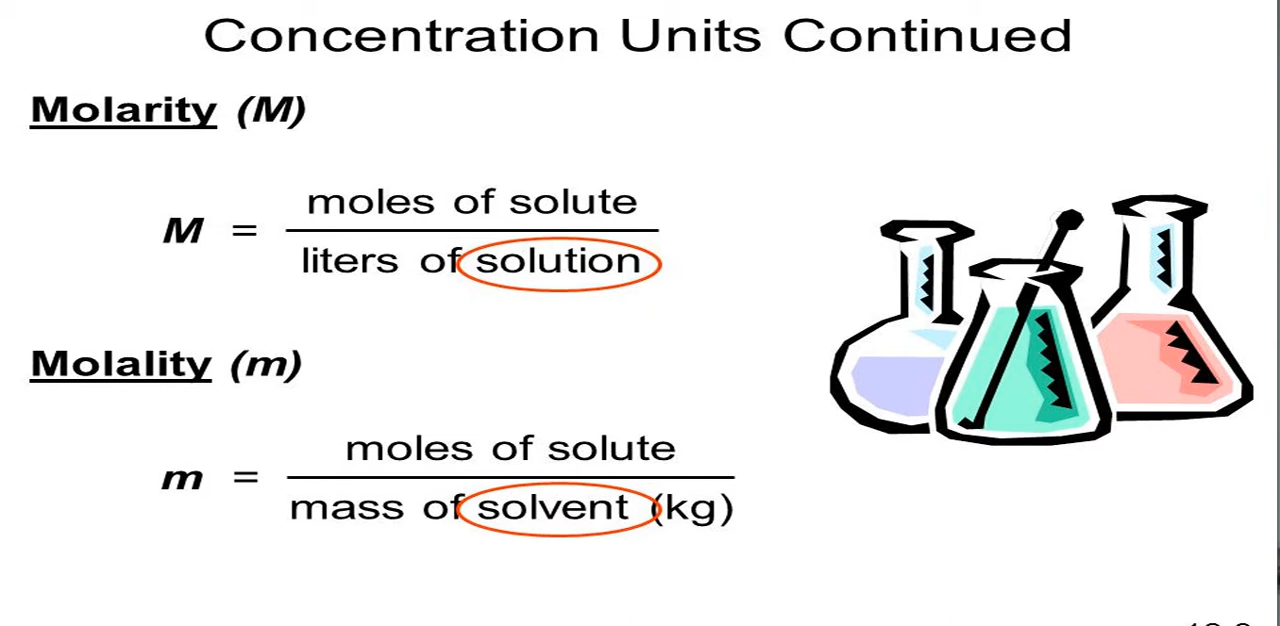 Concentration Units Continued
Molarity (M)
moles of solute
M =
liters of solution
Molality (m)
moles of solute
m =
mass of solvent (kg)